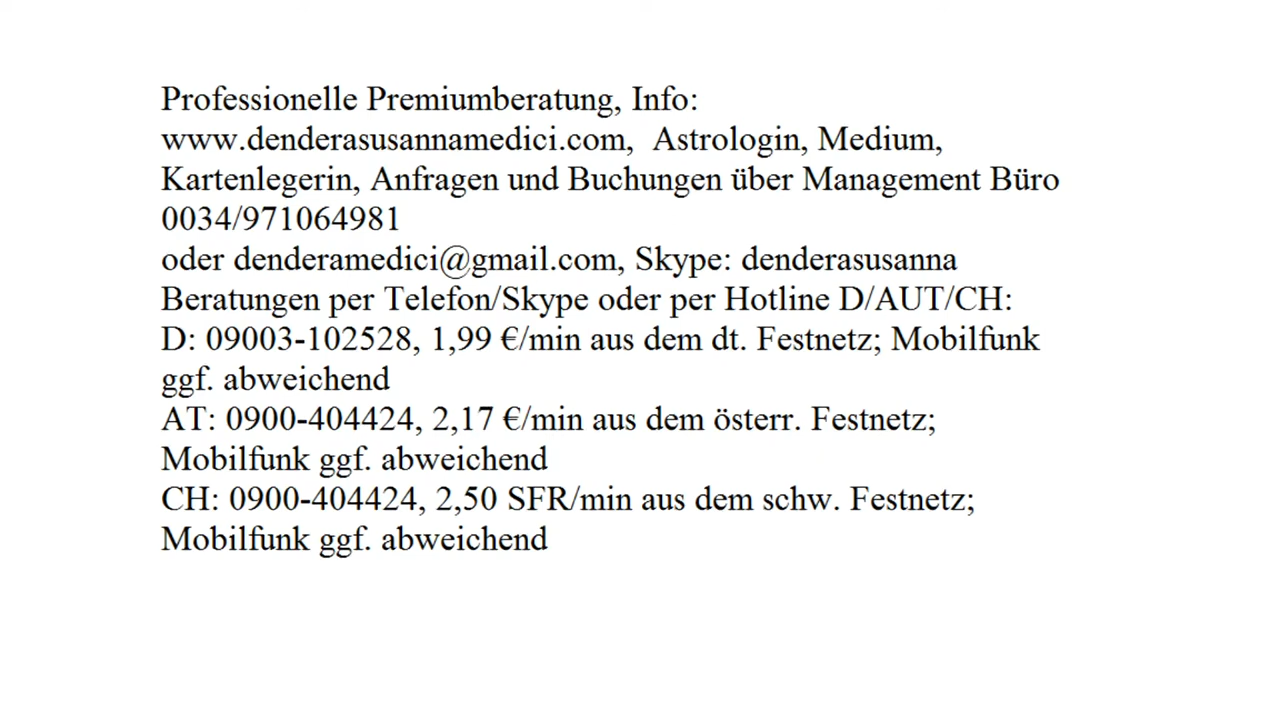 Professionelle Premiumberatung, Info:
www.denderasusannamedici.com,  Astrologin, Medium,
Kartenlegerin, Anfragen und Buchungen über Management Büro
0034/971064981
oder denderamedici@gmail.com, Skype: denderasusanna
Beratungen per Telefon/Skype oder per Hotline D/AUT/CH:
D: 09003-102528, 1,99 €/min aus dem dt. Festnetz; Mobilfunk
ggf. abweichend
AT: 0900-404424, 2,17 €/min aus dem österr. Festnetz;
Mobilfunk ggf. abweichend
CH: 0900-404424, 2,50 SFR/min aus dem schw. Festnetz;
Mobilfunk ggf. abweichend